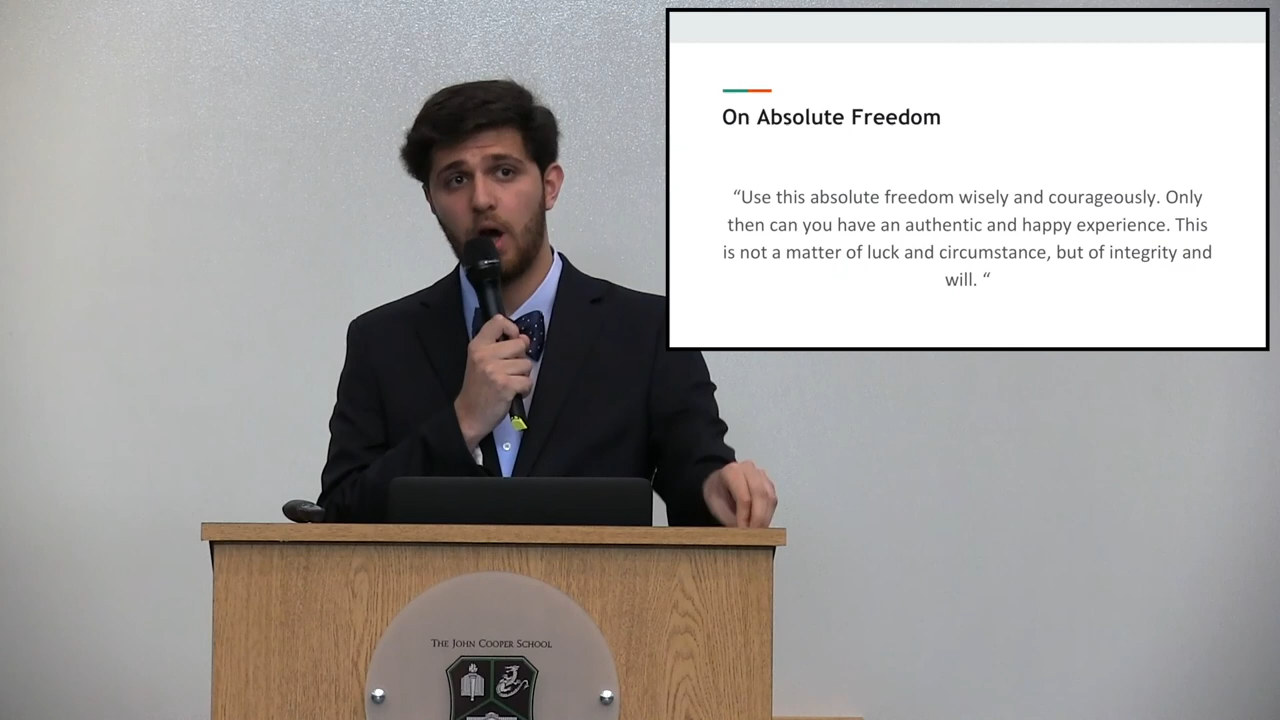 On Absolute Freedom
“Use this absolute freedom wisely and courageously. Only
then can you have an authentic and happy experience. This
is not a matter of luck and circumstance, but of integrity and
will. “
THE JOHN COOPER SCHOOL